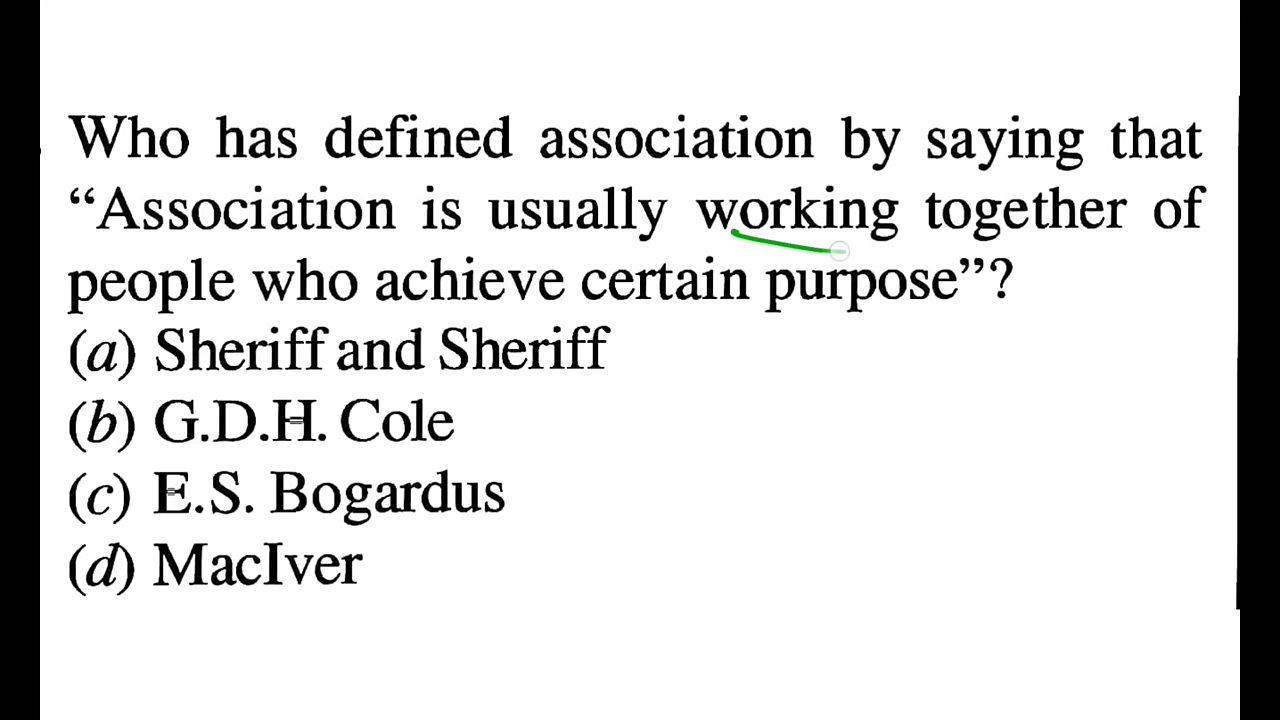 Who has defined association by saying that
“Association is usually working together of
people who achieve certain purpose”?
(a) Sheriff and Sheriff
(b) G.D.H. Cole
(c) E.S. Bogardus
(d) MacIver